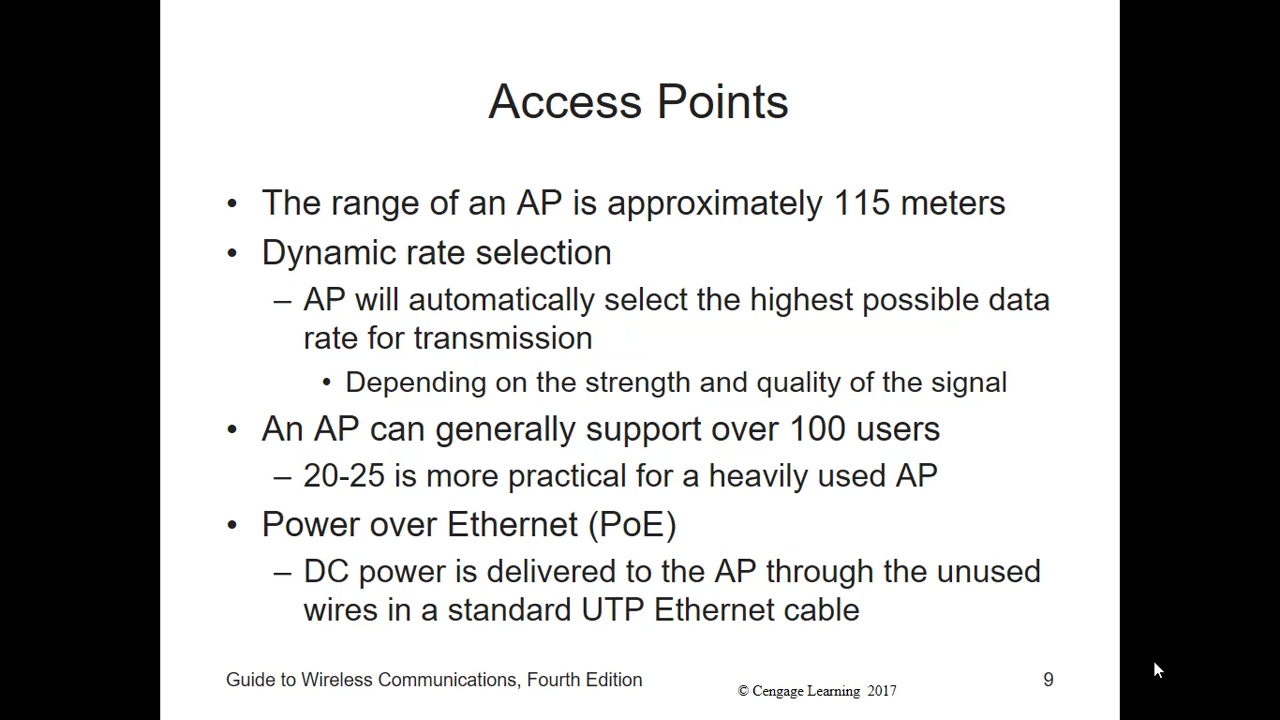 Access Points
• The range of an AP is approximately 115 meters
• Dynamic rate selection
– AP will automatically select the highest possible data
rate for transmission
• Depending on the strength and quality of the signal
• An AP can generally support over 100 users
– 20-25 is more practical for a heavily used AP
• Power over Ethernet (PoE)
– DC power is delivered to the AP through the unused
wires in a standard UTP Ethernet cable
Guide to Wireless Communications, Fourth Edition
© Cengage Learning 2017
9